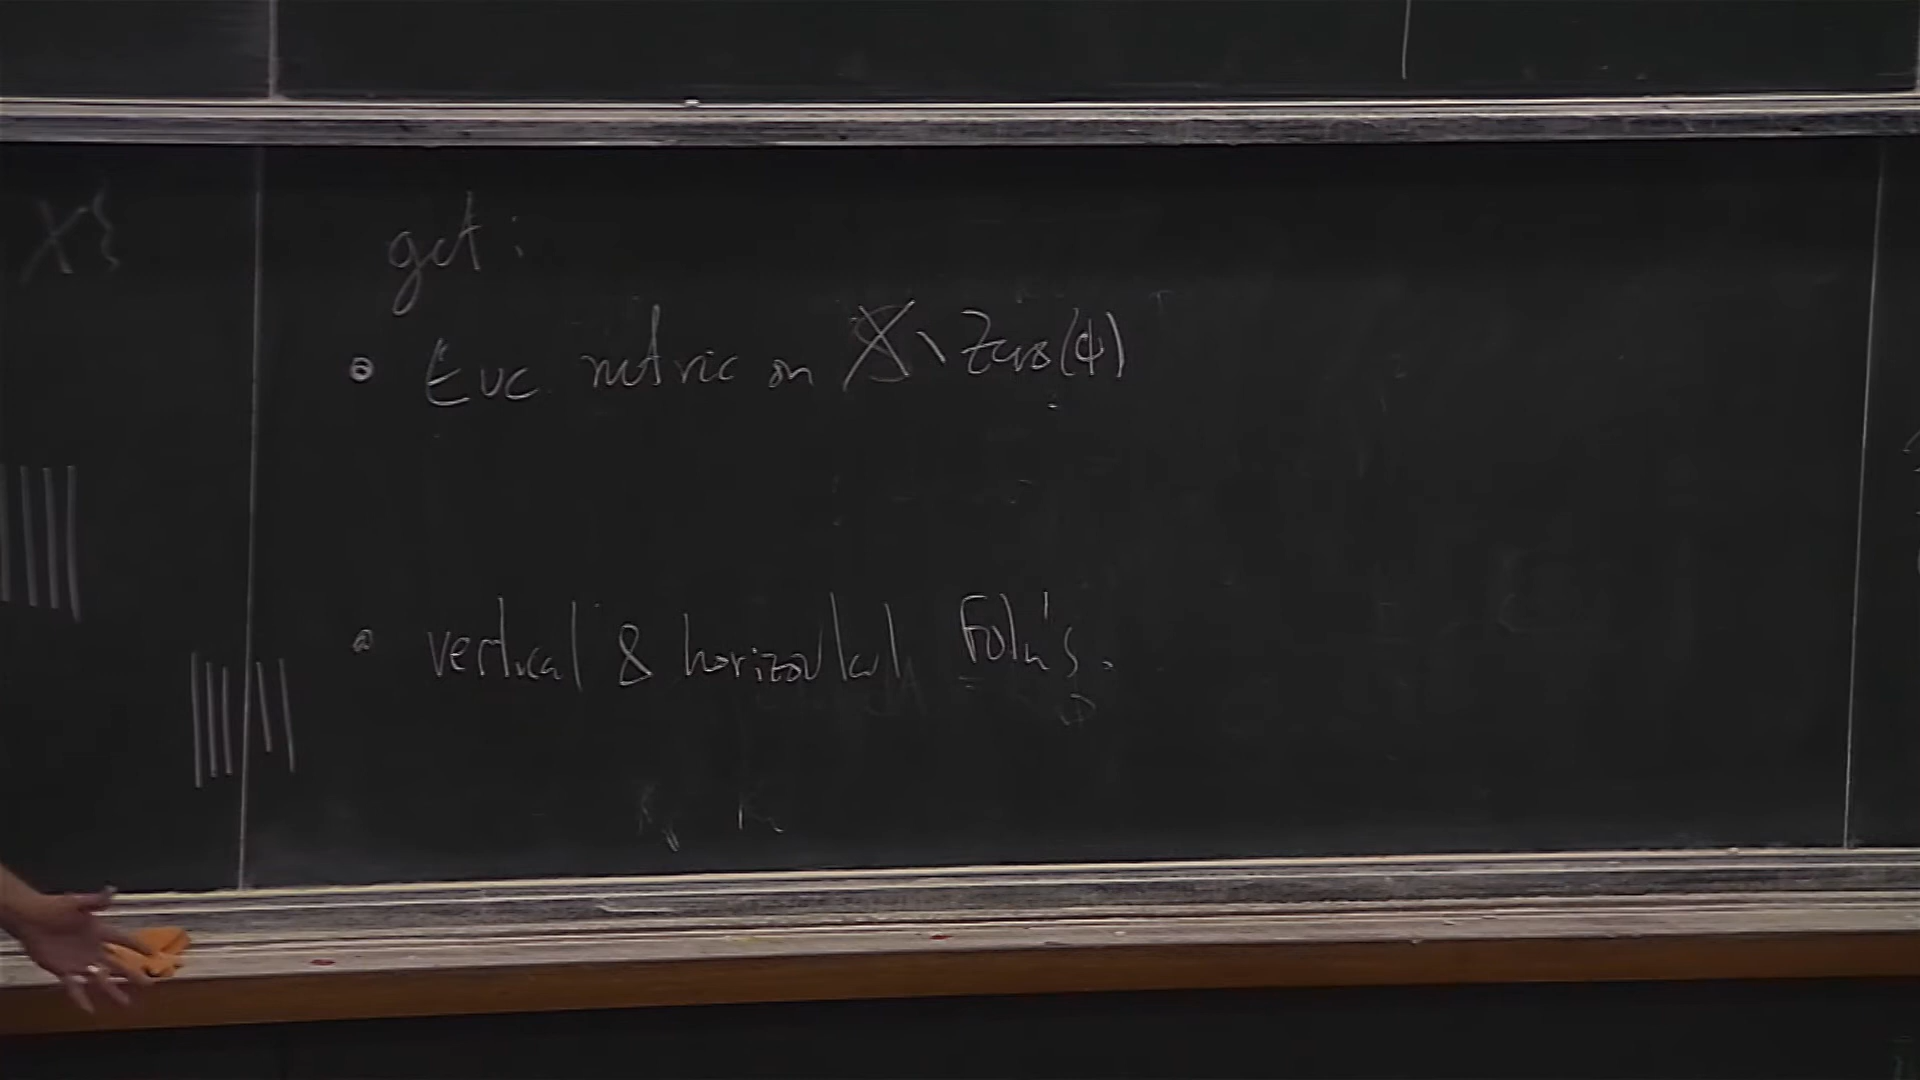 X}
get:
• Euc metric on X \ Zero(φ)
• vertical & horizontal Foln's.